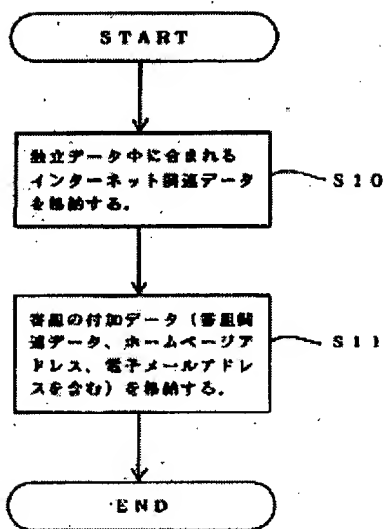 START
独立データ中に含まれる
インターネット関連データ
を格納する。
S10
番組の付加データ（番組関
連データ、ホームページア
ドレス、電子メールアドレ
スを含む）を格納する。
S11
END